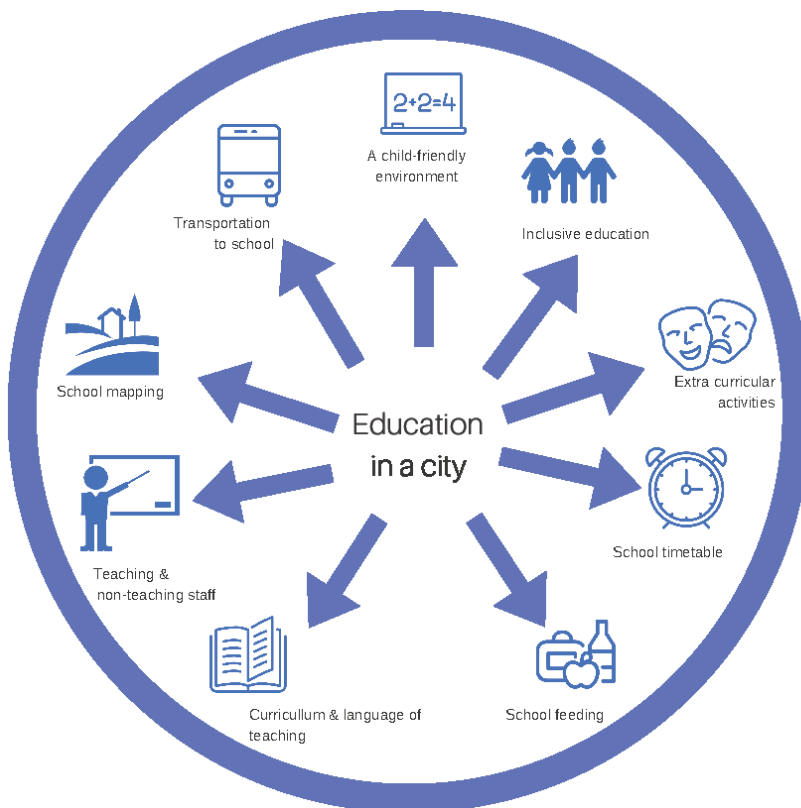 2+2=4
A child-friendly
environment
Transportation
to school
Inclusive education
School mapping
Extra curricular
activities
Education
in a city
Teaching &
non-teaching staff
School timetable
Curricullum & language of
teaching
School feeding